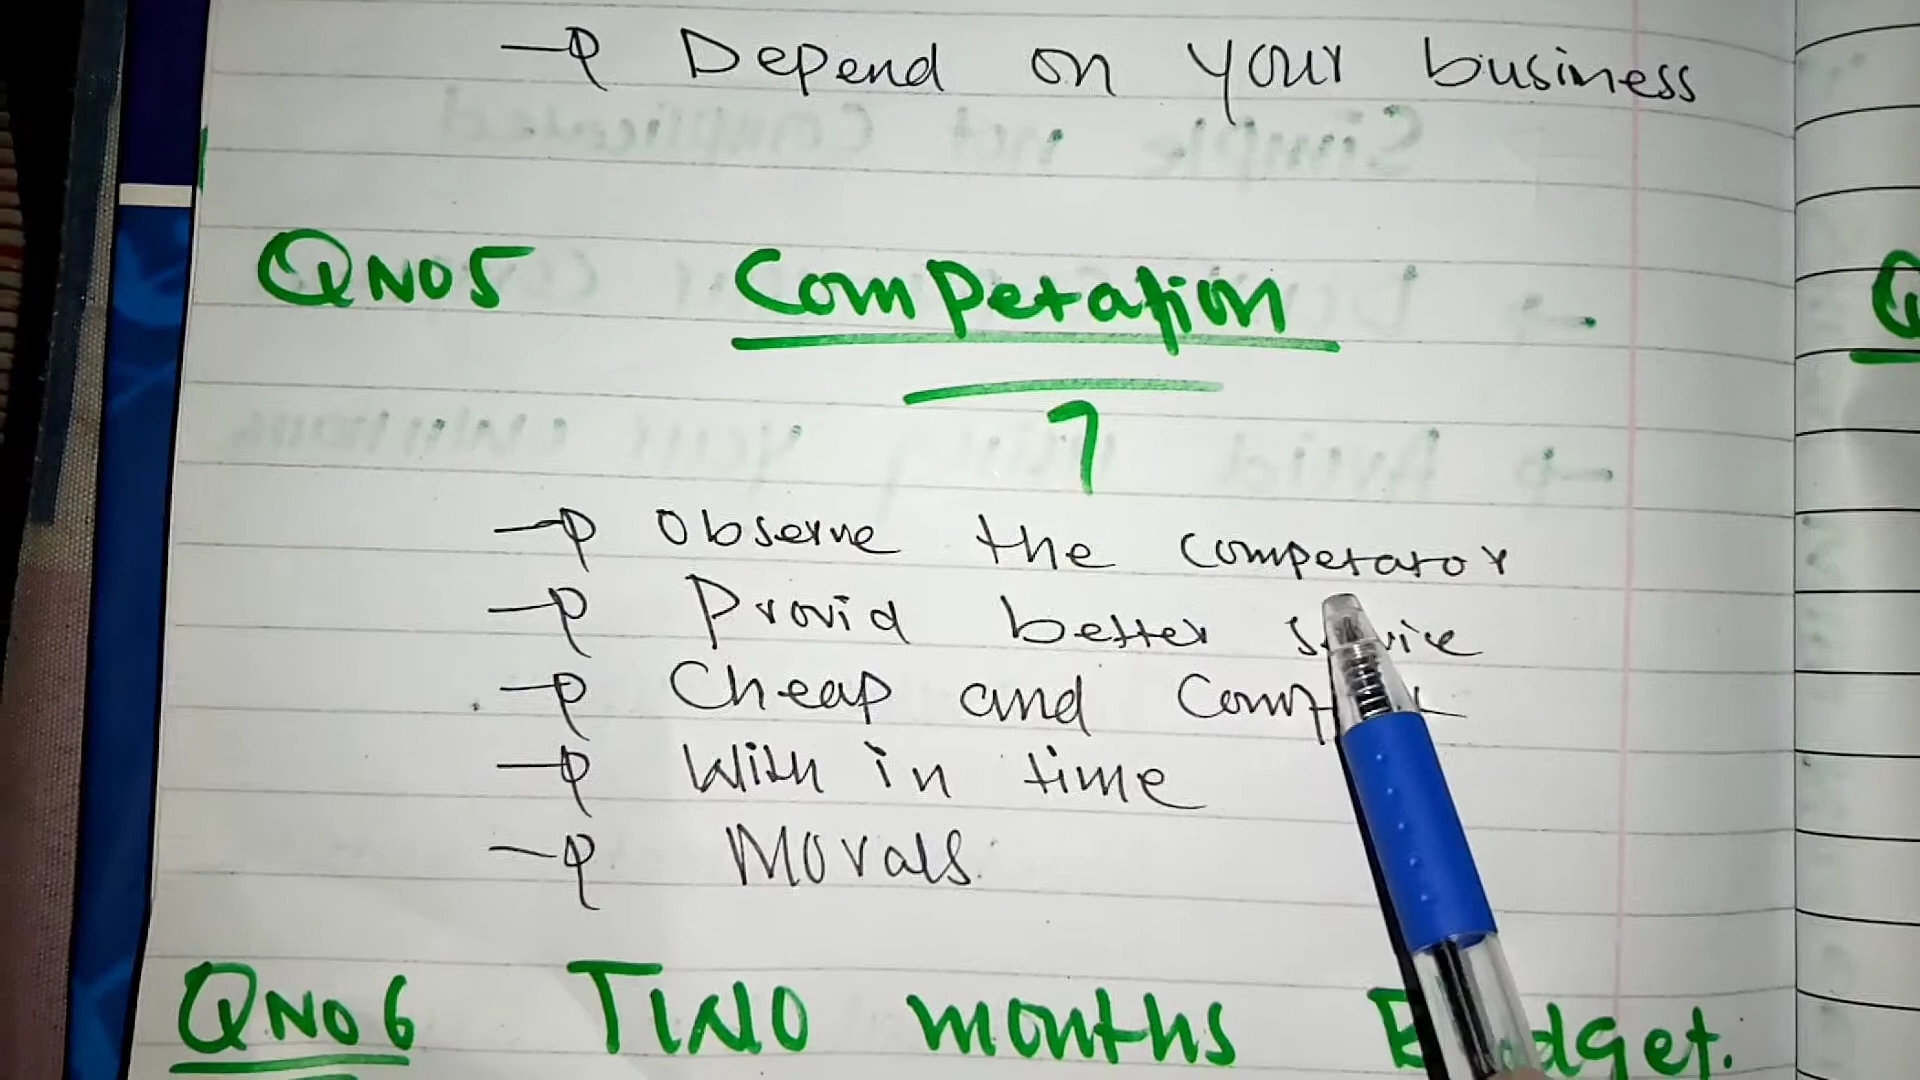 Depend on your business
QNO5 Competation
Observe the competator
Provid better
Cheap and
With in time
Morals
QNO6 Two months